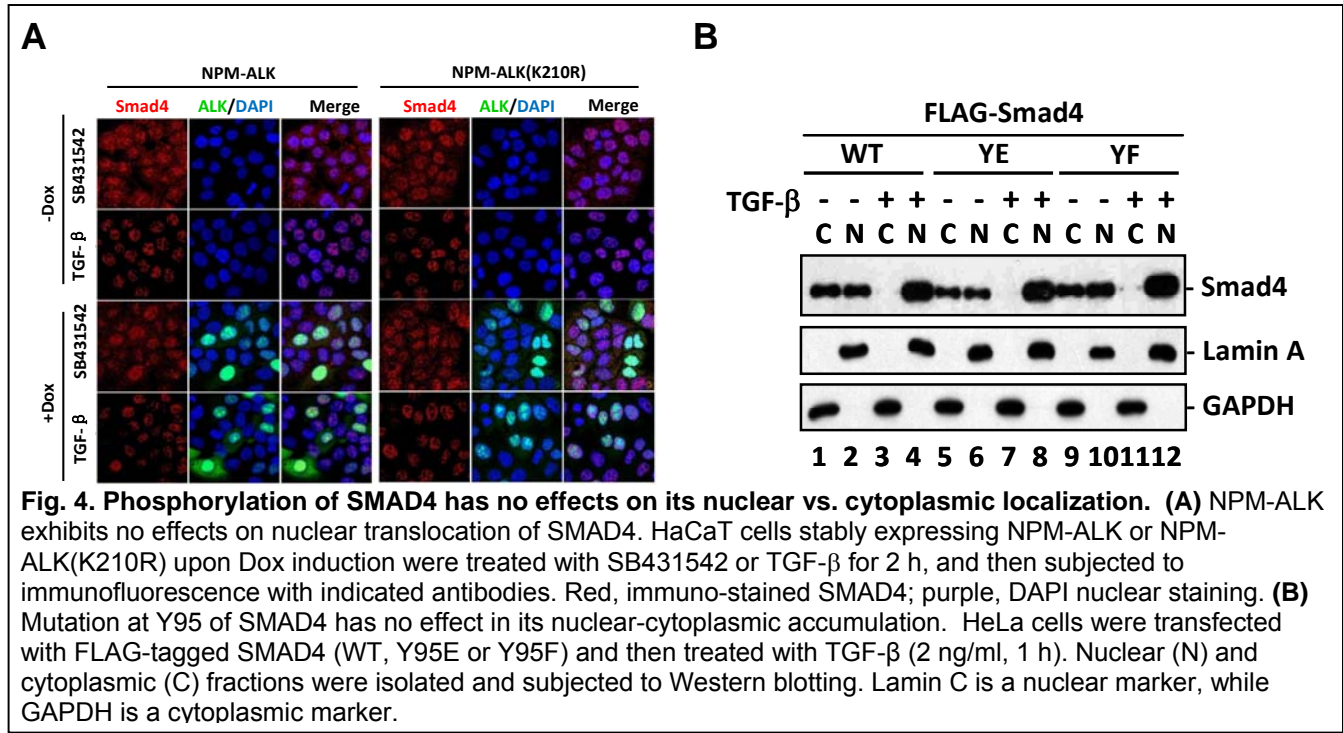 A
NPM-ALK
NPM-ALK(K210R)
Smad4 ALK/DAPI Merge Smad4 ALK/DAPI Merge
-Dox
SB431542
TGF- β
+Dox
SB431542
TGF- β
B
FLAG-Smad4
WT YE YF
TGF-β - - + + - - + + - - + +
C N C N C N C N C N C N
Smad4
Lamin A
GAPDH
1 2 3 4 5 6 7 8 9 10 11 12
Fig. 4. Phosphorylation of SMAD4 has no effects on its nuclear vs. cytoplasmic localization. (A) NPM-ALK
exhibits no effects on nuclear translocation of SMAD4. HaCaT cells stably expressing NPM-ALK or NPM-
ALK(K210R) upon Dox induction were treated with SB431542 or TGF-β for 2 h, and then subjected to
immunofluorescence with indicated antibodies. Red, immuno-stained SMAD4; purple, DAPI nuclear staining. (B)
Mutation at Y95 of SMAD4 has no effect in its nuclear-cytoplasmic accumulation. HeLa cells were transfected
with FLAG-tagged SMAD4 (WT, Y95E or Y95F) and then treated with TGF-β (2 ng/ml, 1 h). Nuclear (N) and
cytoplasmic (C) fractions were isolated and subjected to Western blotting. Lamin C is a nuclear marker, while
GAPDH is a cytoplasmic marker.